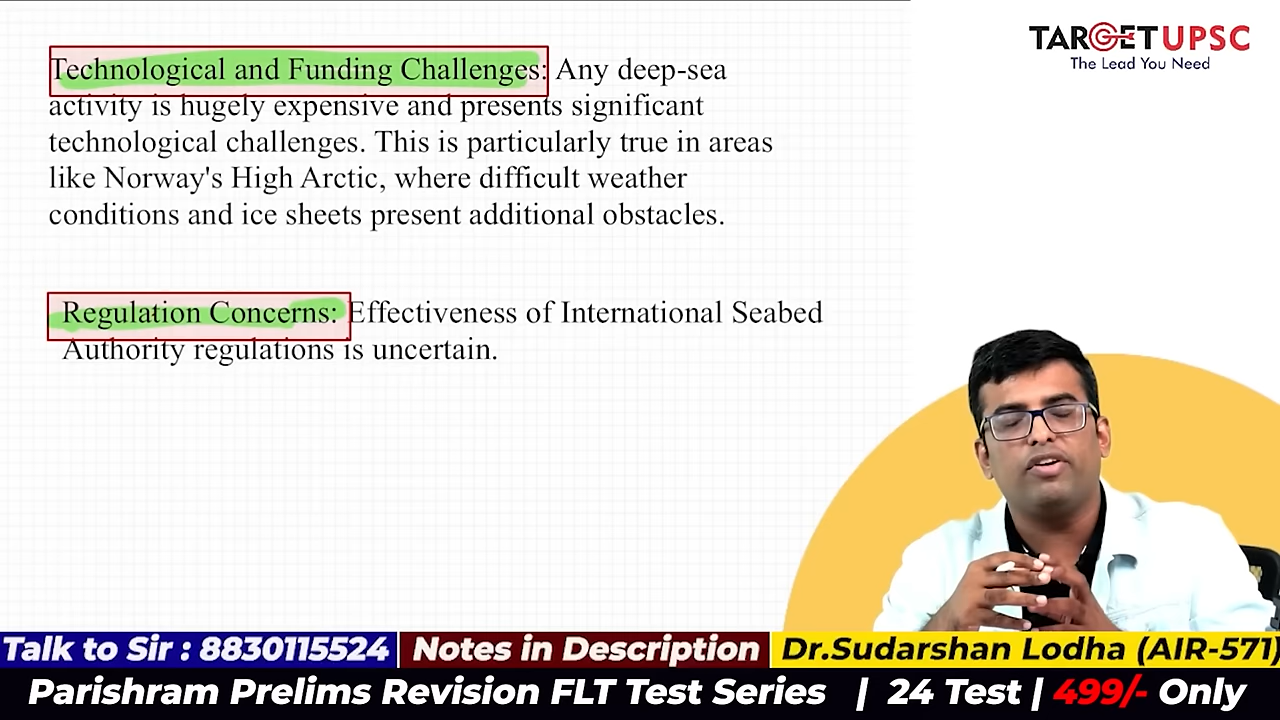 TARGETUPSC
The Lead You Need
Technological and Funding Challenges: Any deep-sea
activity is hugely expensive and presents significant
technological challenges. This is particularly true in areas
like Norway's High Arctic, where difficult weather
conditions and ice sheets present additional obstacles.
Regulation Concerns: Effectiveness of International Seabed
Authority regulations is uncertain.
Talk to Sir : 8830115524 Notes in Description Dr.Sudarshan Lodha (AIR-571)
Parishram Prelims Revision FLT Test Series | 24 Test | 499/- Only